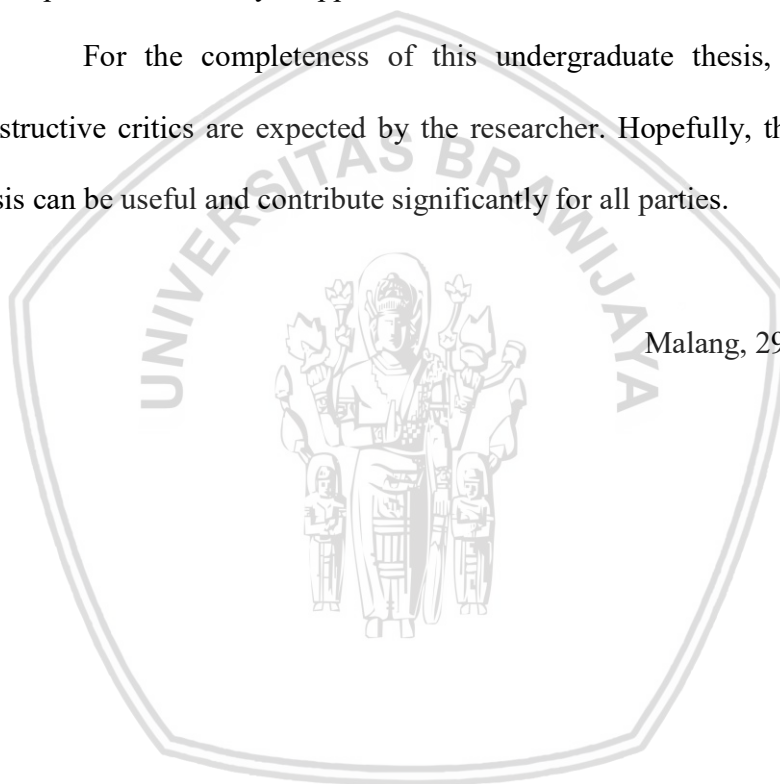 For the completeness of this undergraduate thesis,
structive critics are expected by the researcher. Hopefully, th
sis can be useful and contribute significantly for all parties.
UNIVERSITAS BRAWIJAYA
Malang, 29